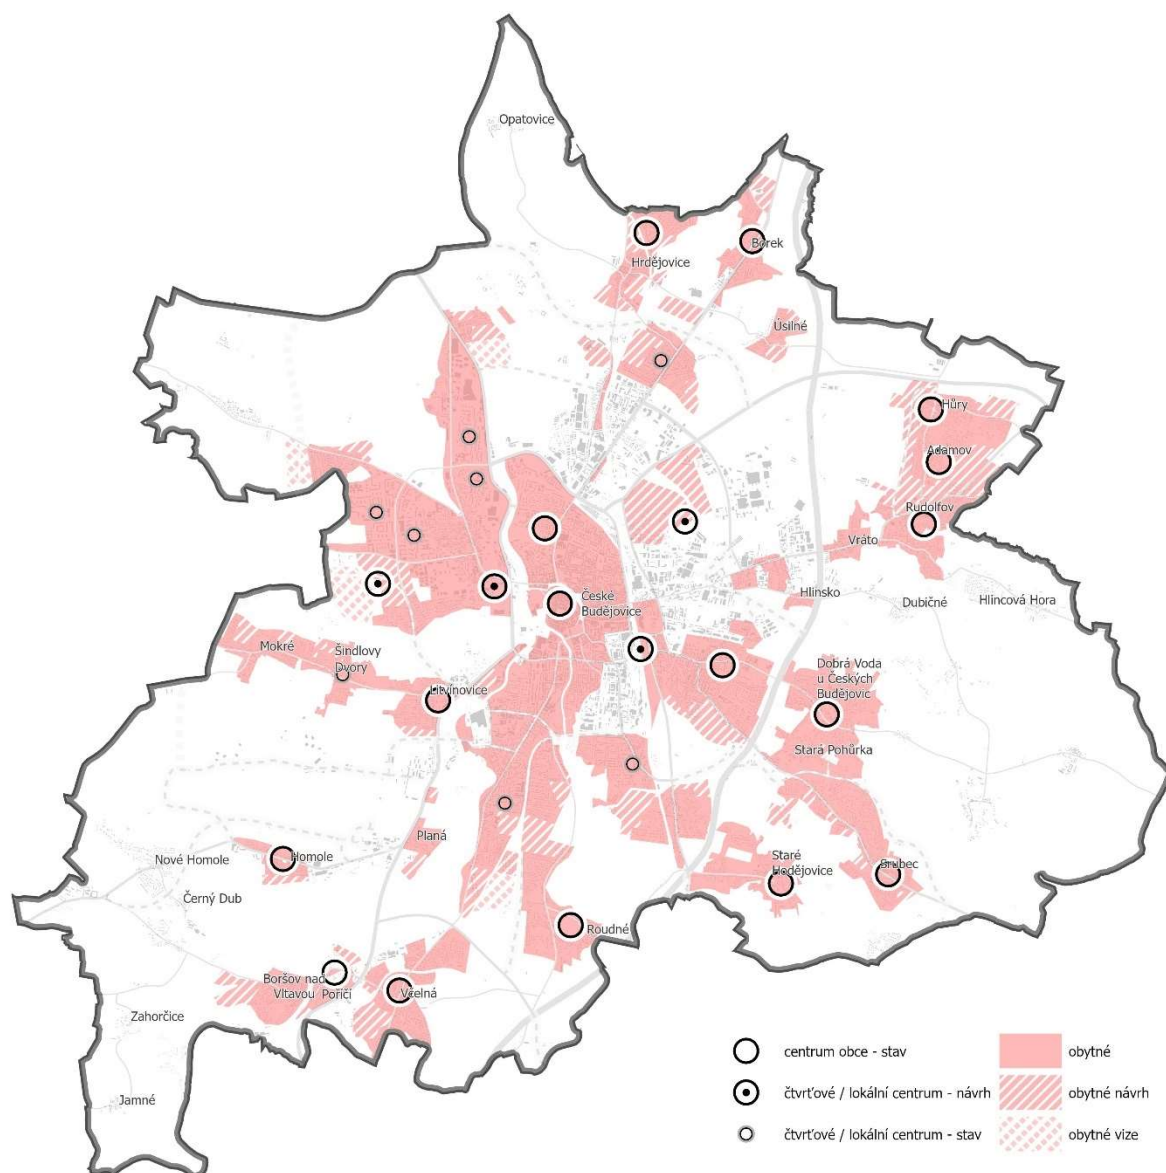 Opatovice
Borek
Hrdějovice
Úsilné
Hůry
Adamov
Rudolfov
Vráto
Hlinsko
Dubičné
Hlincová Hora
České
Budějovice
Mokré
Šindlovy
Dvory
Litvínovice
Dobrá Voda
u Českých
Budějovic
Stará Pohůrka
Planá
Nové Homole
Homole
Černý Dub
Staré
Hodějovice
Srubec
Roudné
Boršov nad
Vltavou Poříčí
Včelná
Zahorčice
Jamné
centrum obce - stav
čtvrťové / lokální centrum - návrh
čtvrťové / lokální centrum - stav
obytné
obytné návrh
obytné vize